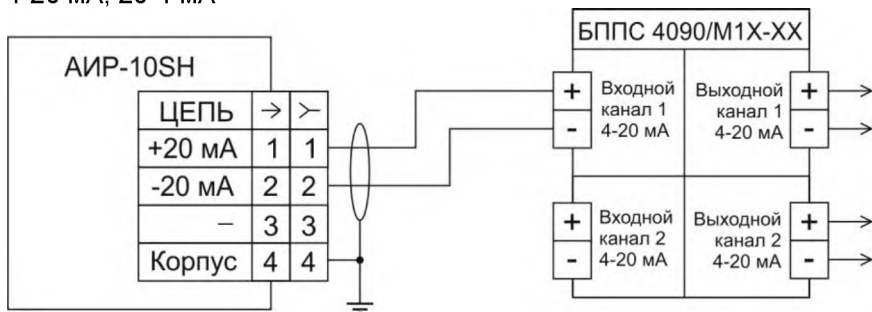 4-20 мА, 20-4 мА
АИР-10SH
ЦЕПЬ
+20 мА 1 1
-20 мА 2 2
– 3 3
Корпус 4 4
БППС 4090/М1Х-ХХ
+
-
Входной
канал 1
4-20 мА
Выходной
канал 1
4-20 мА
+
-
+
-
Входной
канал 2
4-20 мА
Выходной
канал 2
4-20 мА
+
-